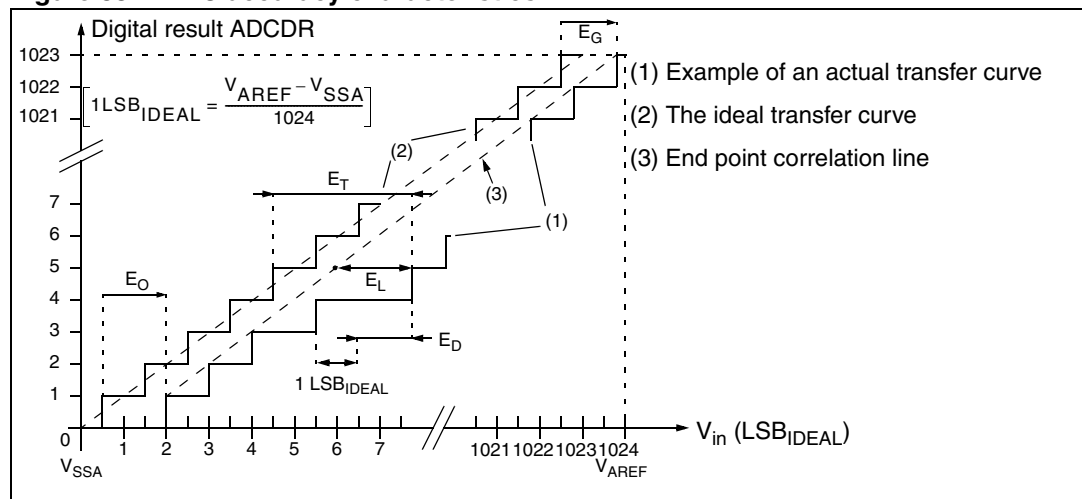 Digital result ADCDR
E_G
1023
1022
1021
1LSB_IDEAL = (V_AREF - V_SSA) / 1024
(1) Example of an actual transfer curve
(2) The ideal transfer curve
(3) End point correlation line
(2)
(3)
(1)
E_T
7
6
5
4
3
2
1
0
E_O
E_L
E_D
1 LSB_IDEAL
1 2 3 4 5 6 7 1021 1022 1023 1024
V_in (LSB_IDEAL)
V_SSA
V_AREF